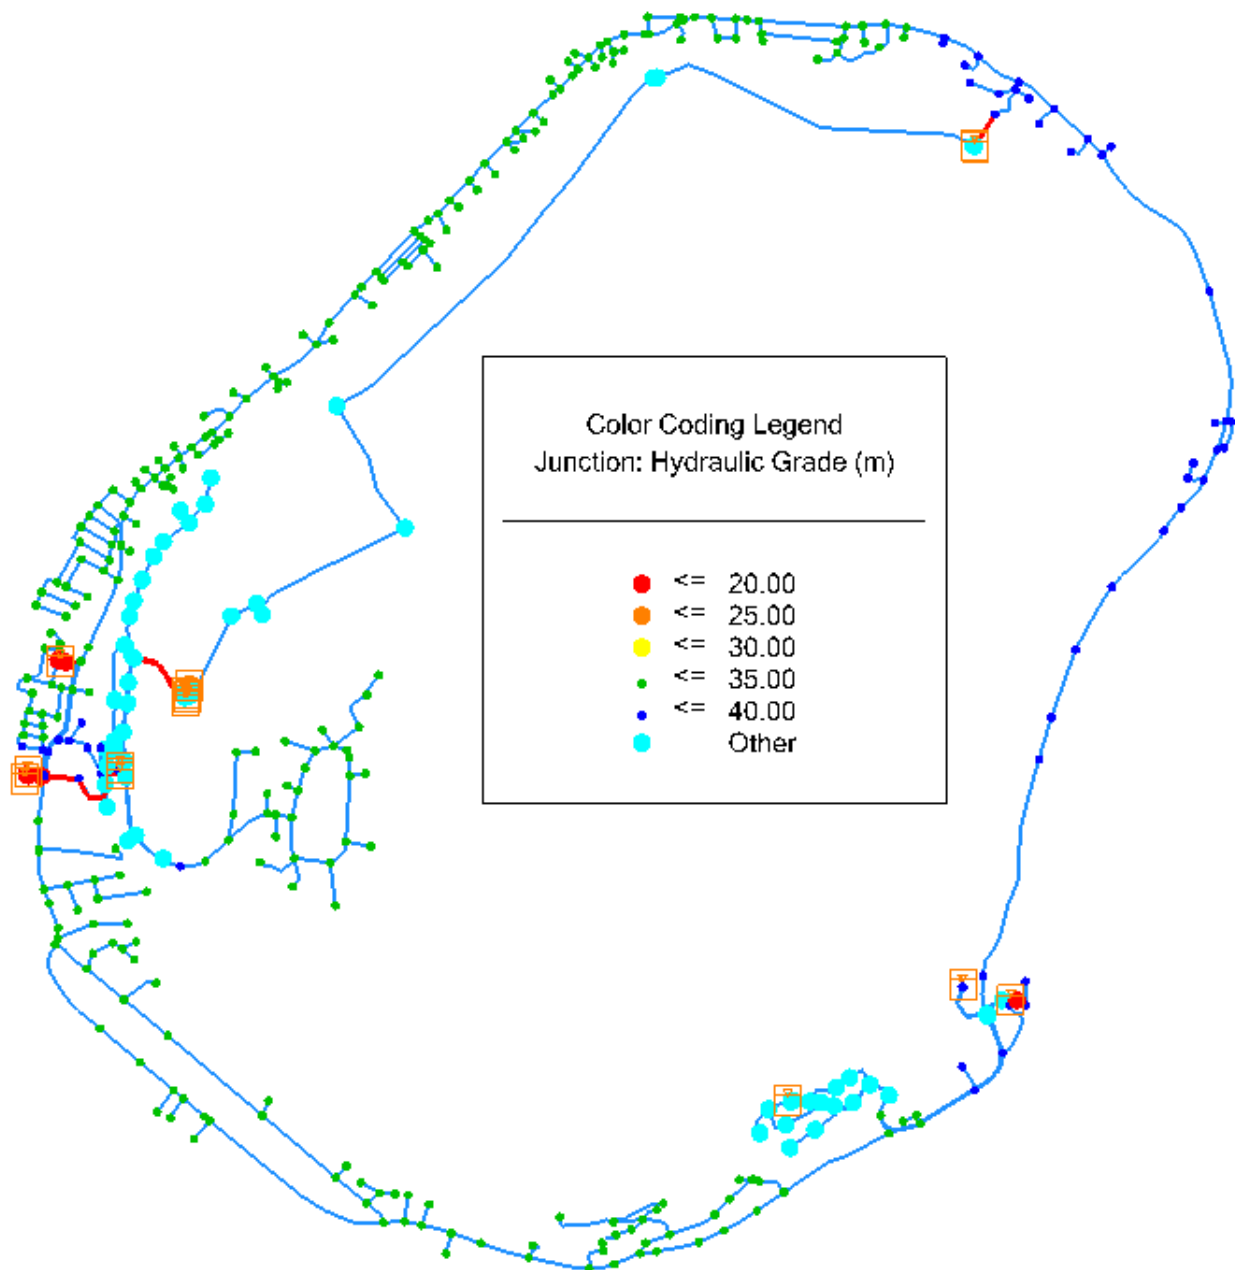 Color Coding Legend
Junction: Hydraulic Grade (m)
<= 20.00
<= 25.00
<= 30.00
<= 35.00
<= 40.00
Other